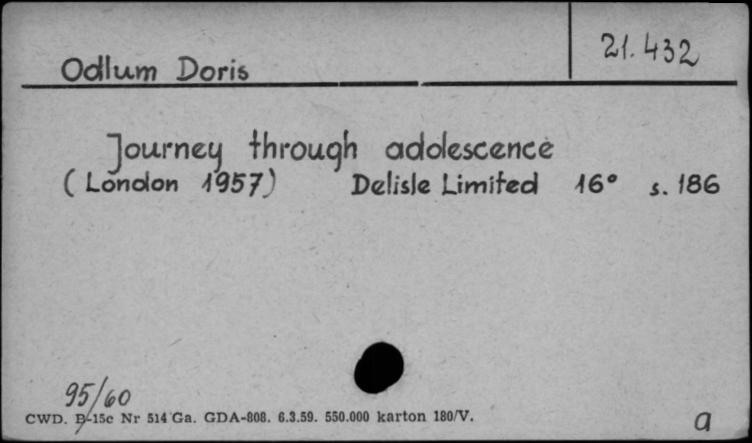 21.432
Odlum Doris
Journey through adolescence
(London 1957) Delisle Limited 16° s. 186
95/60
CWD. B-15c Nr 514 Ga. GDA-808. 6.3.59. 550.000 karton 180/V.
a